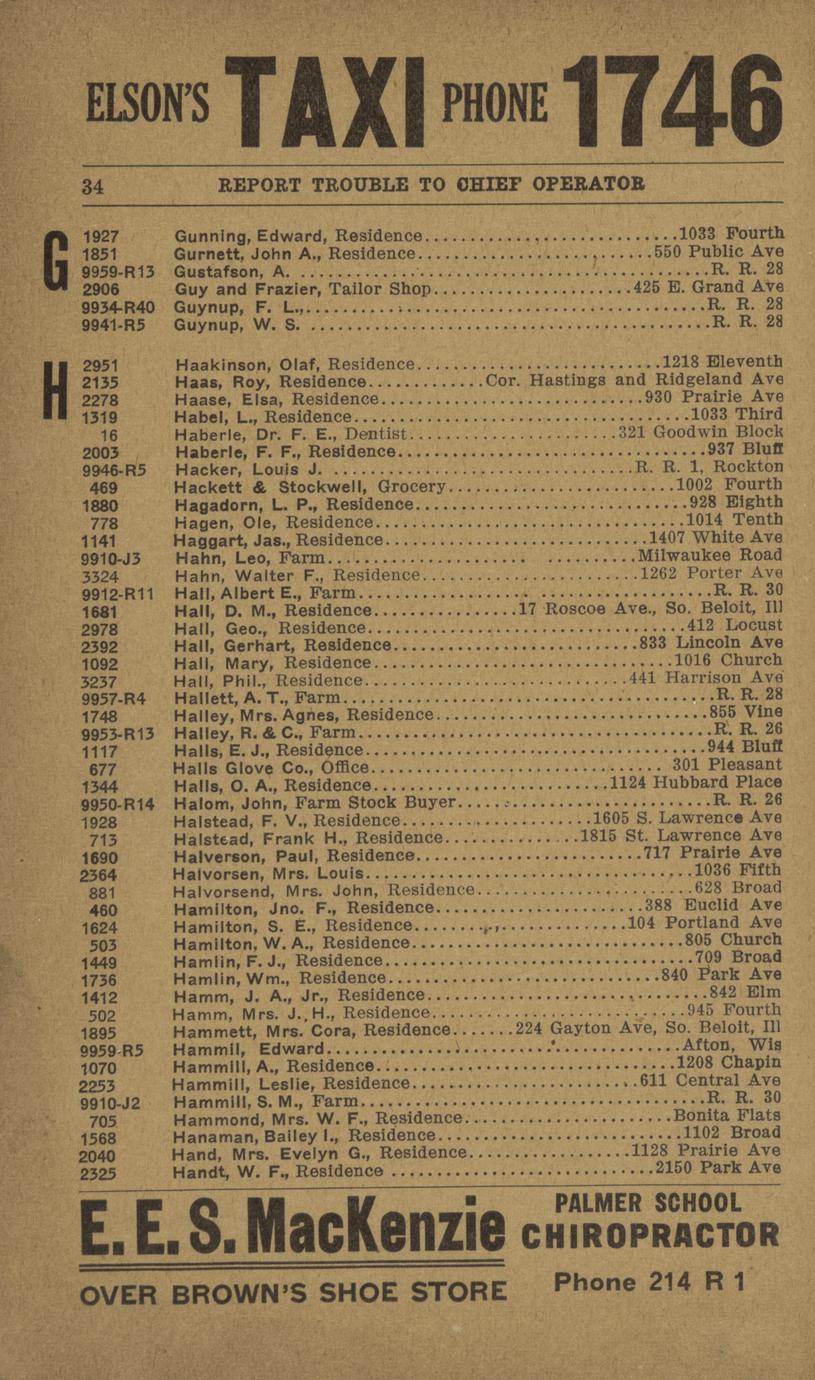 ELSON'S TAXI PHONE 1746
34 REPORT TROUBLE TO CHIEF OPERATOR
G
1927 Gunning, Edward, Residence............................1033 Fourth
1851 Gurnett, John A., Residence..........................550 Public Ave
9959-R13 Gustafson, A. ..........................................R. R. 28
2906 Guy and Frazier, Tailor Shop......................425 E. Grand Ave
9934-R40 Guynup, F. L.,.........................................R. R. 28
9941-R5 Guynup, W. S. ..........................................R. R. 28
H
2951 Haakinson, Olaf, Residence...........................1218 Eleventh
2135 Haas, Roy, Residence............Cor. Hastings and Ridgeland Ave
2278 Haase, Elsa, Residence.............................930 Prairie Ave
1319 Habel, L., Residence.....................................1033 Third
16 Haberle, Dr. F. E., Dentist.......................321 Goodwin Block
2003 Haberle, F. F., Residence..................................937 Bluff
9946-R5 Hacker, Louis J. .................................R. R. 1, Rockton
469 Hackett & Stockwell, Grocery.........................1002 Fourth
1880 Hagadorn, L. P., Residence.................................928 Eighth
778 Hagen, Ole, Residence...................................1014 Tenth
1141 Haggart, Jas., Residence.............................1407 White Ave
9910-J3 Hahn, Leo, Farm.................. ..........Milwaukee Road
3324 Hahn, Walter F., Residence........................1262 Porter Ave
9912-R11 Hall, Albert E., Farm.......................................R. R. 30
1681 Hall, D. M., Residence................17 Roscoe Ave., So. Beloit, Ill
2978 Hall, Geo., Residence...................................412 Locust
2392 Hall, Gerhart, Residence...........................833 Lincoln Ave
1092 Hall, Mary, Residence.................................1016 Church
3237 Hall, Phil., Residence.............................441 Harrison Ave
9957-R4 Hallett, A. T., Farm.........................................R. R. 28
1748 Halley, Mrs. Agnes, Residence..............................855 Vine
9953-R13 Halley, R. & C., Farm.......................................R. R. 26
1117 Halls, E. J., Residence.....................................944 Bluff
677 Halls Glove Co., Office................................. 301 Pleasant
1344 Halls, O. A., Residence..........................1124 Hubbard Place
9950-R14 Halom, John, Farm Stock Buyer............................R. R. 26
1928 Halstead, F. V., Residence........................1605 S. Lawrence Ave
713 Halstead, Frank H., Residence...............1815 St. Lawrence Ave
1690 Halverson, Paul, Residence.........................717 Prairie Ave
2364 Halvorsen, Mrs. Louis....................................1036 Fifth
881 Halvorsend, Mrs. John, Residence........................628 Broad
460 Hamilton, Jno. F., Residence.......................388 Euclid Ave
1624 Hamilton, S. E., Residence........................104 Portland Ave
503 Hamilton, W. A., Residence..............................805 Church
1449 Hamlin, F. J., Residence..................................709 Broad
1736 Hamlin, Wm., Residence..............................840 Park Ave
1412 Hamm, J. A., Jr., Residence................................842 Elm
502 Hamm, Mrs. J. H., Residence............................945 Fourth
1895 Hammett, Mrs. Cora, Residence.......224 Gayton Ave, So. Beloit, Ill
9959-R5 Hammil, Edward........................................Afton, Wis
1070 Hammill, A., Residence.................................1208 Chapin
2253 Hammill, Leslie, Residence.........................611 Central Ave
9910-J2 Hammill, S. M., Farm.....................................R. R. 30
705 Hammond, Mrs. W. F., Residence.......................Bonita Flats
1568 Hanaman, Bailey I., Residence...........................1102 Broad
2040 Hand, Mrs. Evelyn G., Residence..................1128 Prairie Ave
2325 Handt, W. F., Residence .............................2150 Park Ave
E. E. S. MacKenzie PALMER SCHOOL
CHIROPRACTOR
OVER BROWN'S SHOE STORE Phone 214 R 1